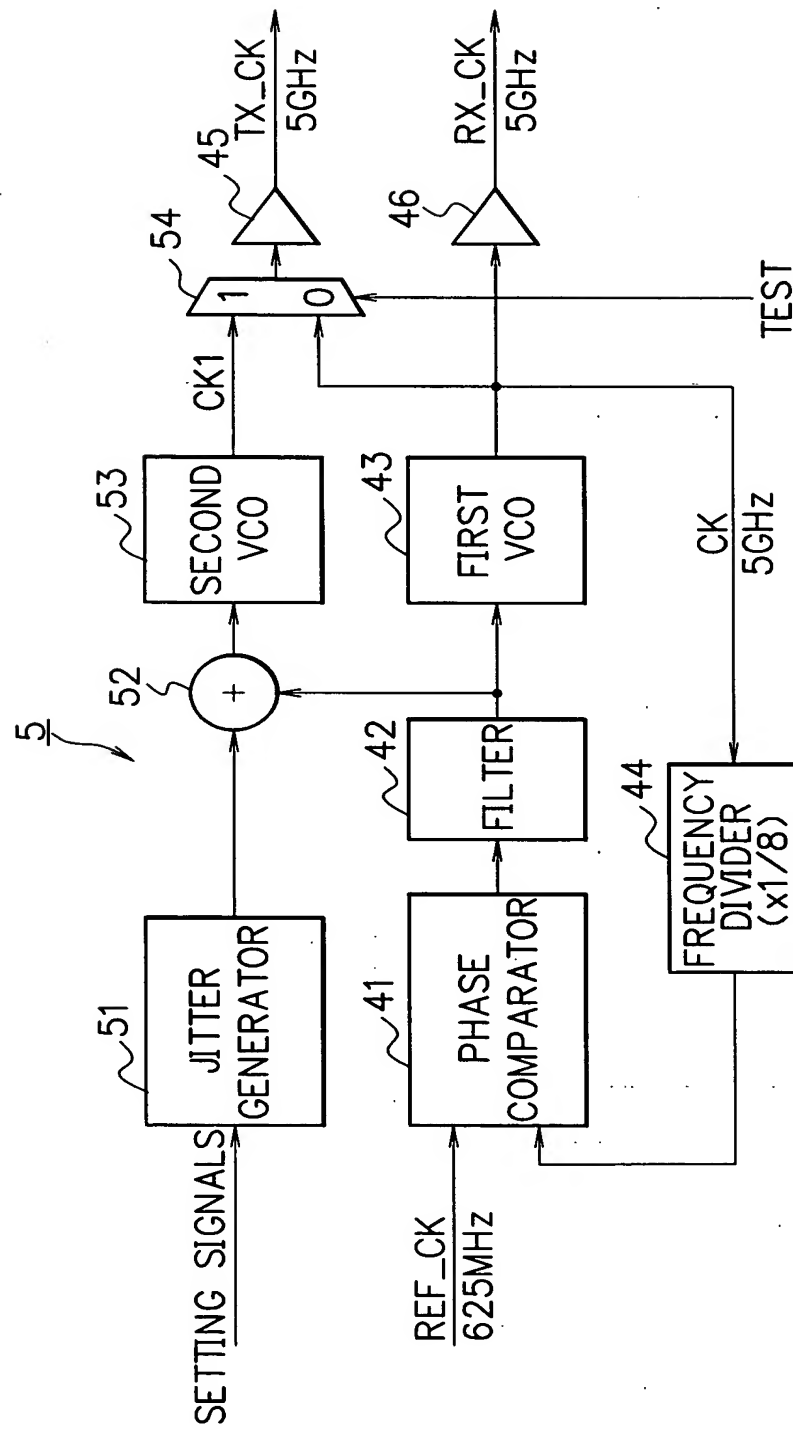 5
SETTING SIGNALS
51
JITTER
GENERATOR
52
+
53
SECOND
VCO
CK1
54
1
0
45
TX_CK
5GHz
REF_CK
625MHz
41
PHASE
COMPARATOR
42
FILTER
43
FIRST
VCO
46
RX_CK
5GHz
44
FREQUENCY
DIVIDER
(x1/8)
CK
5GHz
TEST